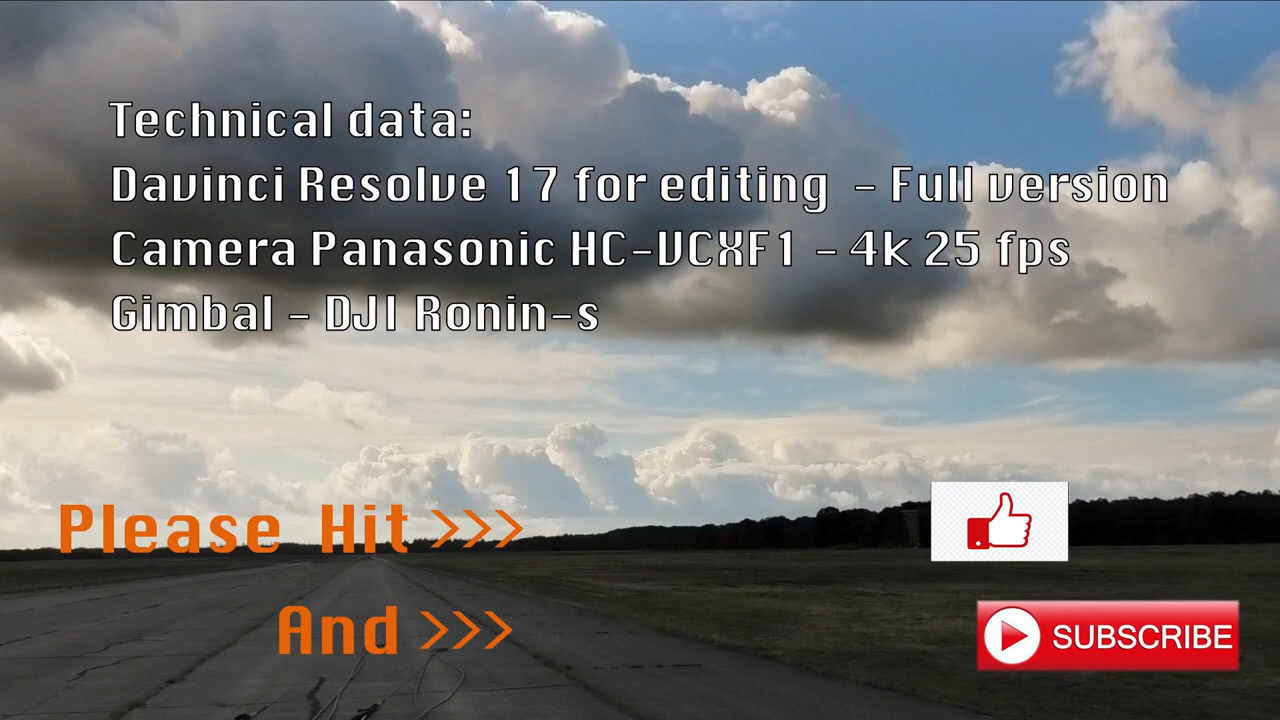 Technical data:
Davinci Resolve 17 for editing - Full version
Camera Panasonic HC-VCXF1 - 4k 25 fps
Gimbal - DJI Ronin-s
Please Hit >>>
And >>>
SUBSCRIBE